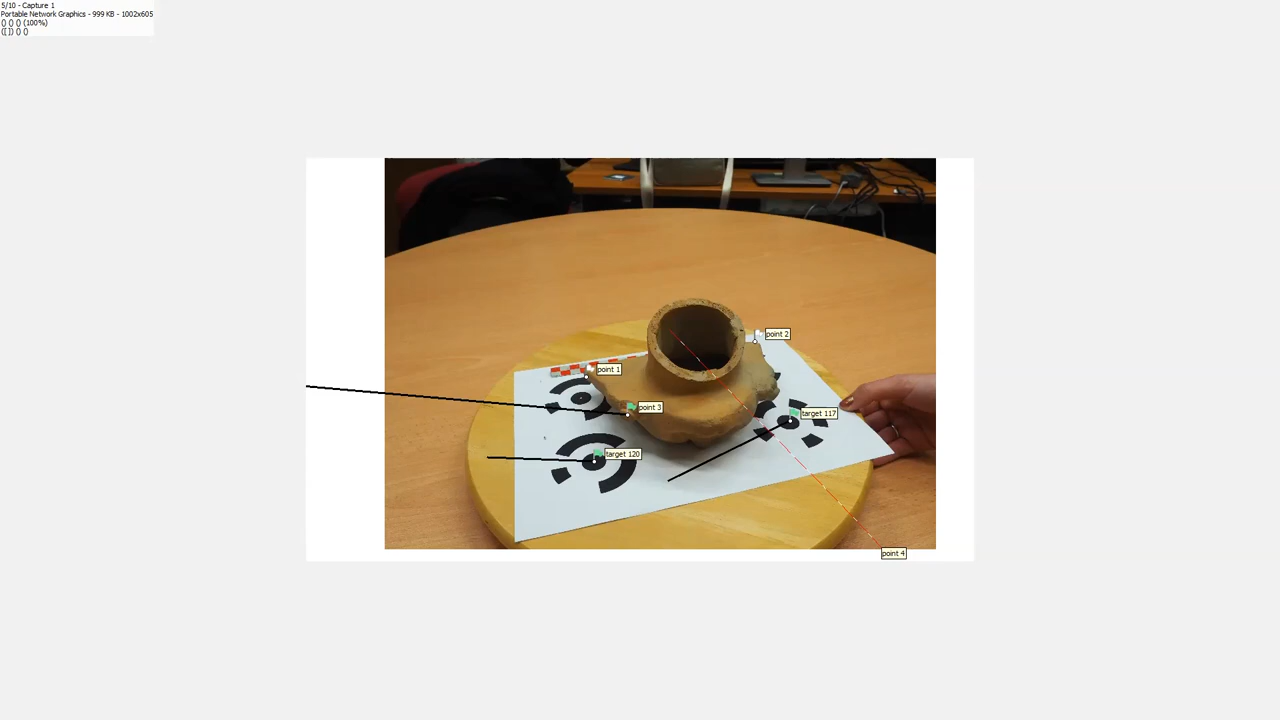 5/10 - Capture 1
Portable Network Graphics - 999 KB - 1002x605
() () () (100%)
([ ]) () ()
point 2
point 1
point 3
target 117
target 120
point 4